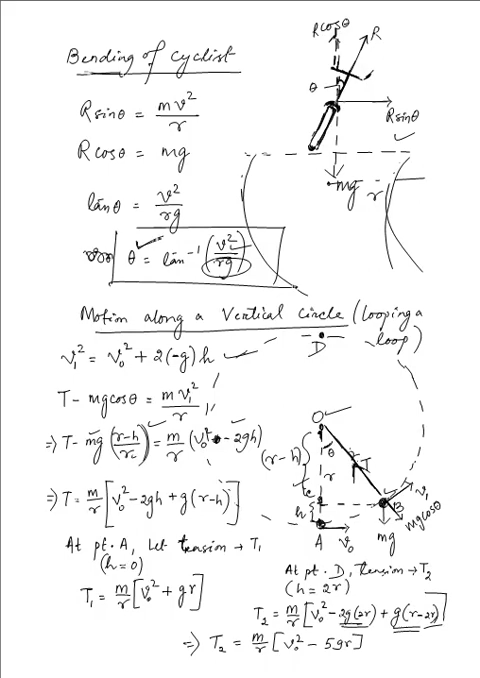 Bending of cyclist
R sinθ = mv²/r
R cosθ = mg
tanθ = v²/rg
θ = tan⁻¹(v²/rg)
R cosθ
R
θ
R sinθ
mg
r
Motion along a Vertical Circle (Looping a loop)
v₁² = v₀² + 2(-g)h
T - mg cosθ = mv₁²/r
⇒ T - mg(r-h/r) = m/r (v₀² - 2gh)
⇒ T = m/r [v₀² - 2gh + g(r-h)]
At pt. A, Let tension → T₁
(h=0)
T₁ = m/r [v₀² + gr]
D
O
θ
(r-h)
r
T
h
A
v₀
B
v₁
mg cosθ
mg
At pt. D, Tension → T₂
(h = 2r)
T₂ = m/r [v₀² - 2g(2r) + g(r-2r)]
⇒ T₂ = m/r [v₀² - 5gr]